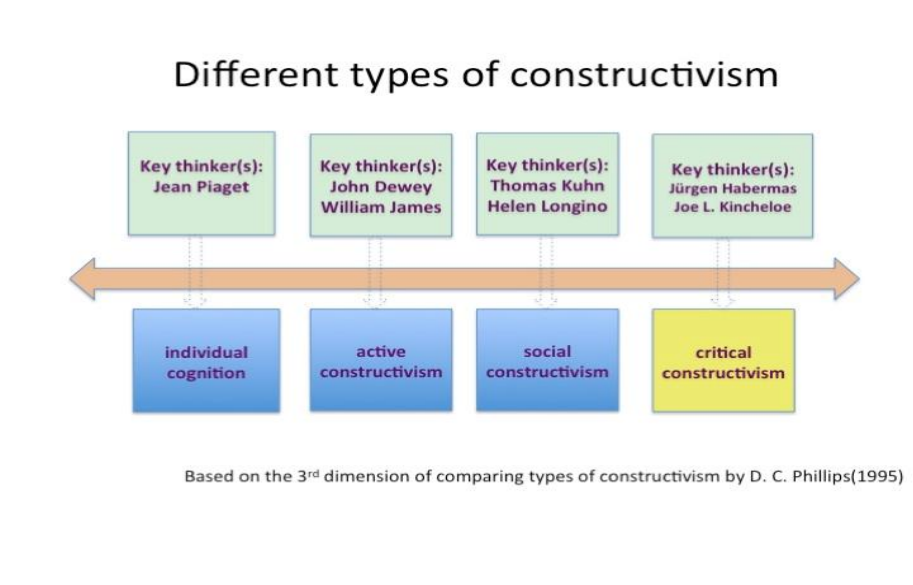 Different types of constructivism
Key thinker(s):
Jean Piaget
Key thinker(s):
John Dewey
William James
Key thinker(s):
Thomas Kuhn
Helen Longino
Key thinker(s):
Jürgen Habermas
Joe L. Kincheloe
individual
cognition
active
constructivism
social
constructivism
critical
constructivism
Based on the 3rd dimension of comparing types of constructivism by D. C. Phillips(1995)